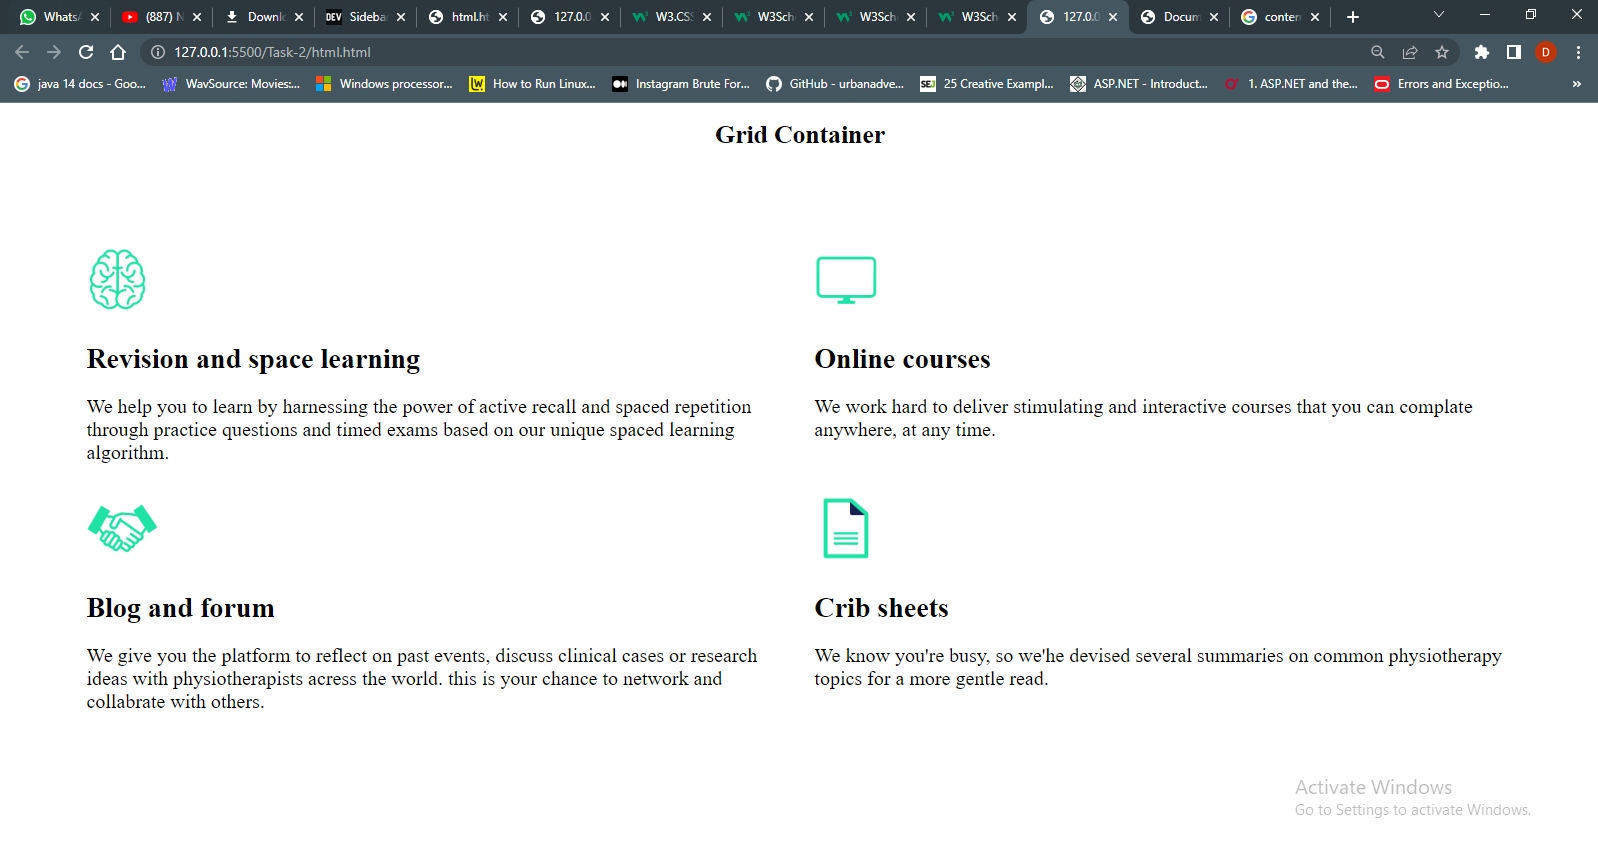 WhatsA
(887) N
Downlo
DEV Sideba
html.ht
127.0.0
W3.CSS
W3Sch
W3Sch
W3Sch
127.0.0
Docum
conten
127.0.0.1:5500/Task-2/html.html
D
java 14 docs - Goo...
WavSource: Movies:...
Windows processor...
How to Run Linux...
Instagram Brute For...
GitHub - urbanadve...
SEJ 25 Creative Exampl...
ASP.NET - Introduct...
1. ASP.NET and the...
Errors and Exceptio...
»
Grid Container
Revision and space learning
We help you to learn by harnessing the power of active recall and spaced repetition
through practice questions and timed exams based on our unique spaced learning
algorithm.
Online courses
We work hard to deliver stimulating and interactive courses that you can complate
anywhere, at any time.
Blog and forum
We give you the platform to reflect on past events, discuss clinical cases or research
ideas with physiotherapists acress the world. this is your chance to network and
collabrate with others.
Crib sheets
We know you're busy, so we'he devised several summaries on common physiotherapy
topics for a more gentle read.
Activate Windows
Go to Settings to activate Windows.